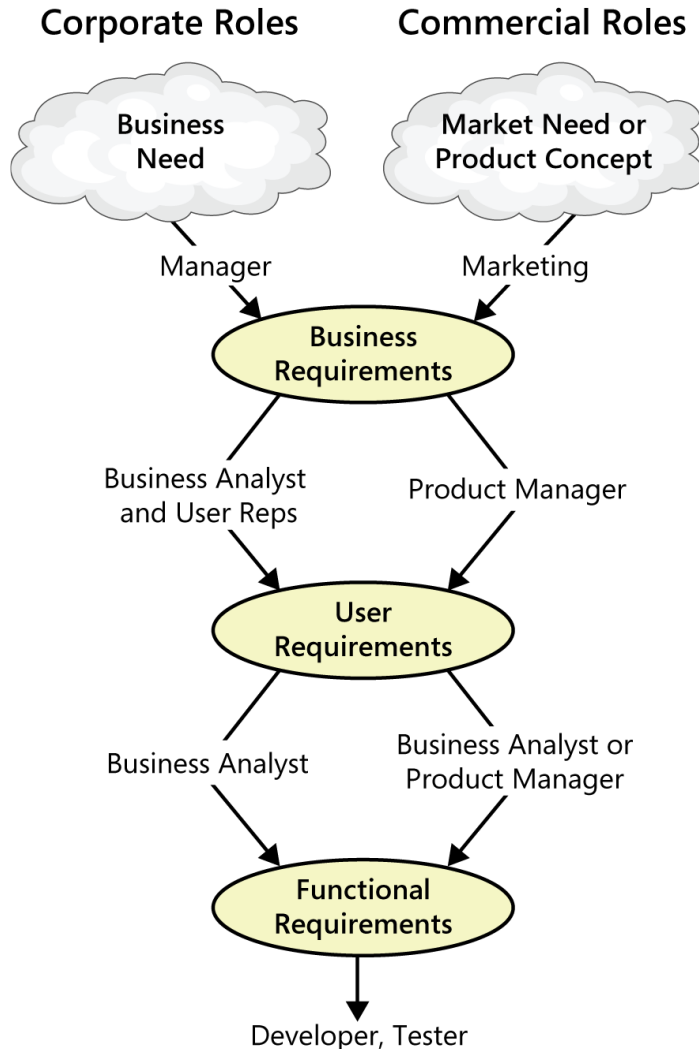 Corporate Roles
Commercial Roles
Business
Need
Market Need or
Product Concept
Manager
Marketing
Business
Requirements
Business Analyst
and User Reps
Product Manager
User
Requirements
Business Analyst
Business Analyst or
Product Manager
Functional
Requirements
Developer, Tester